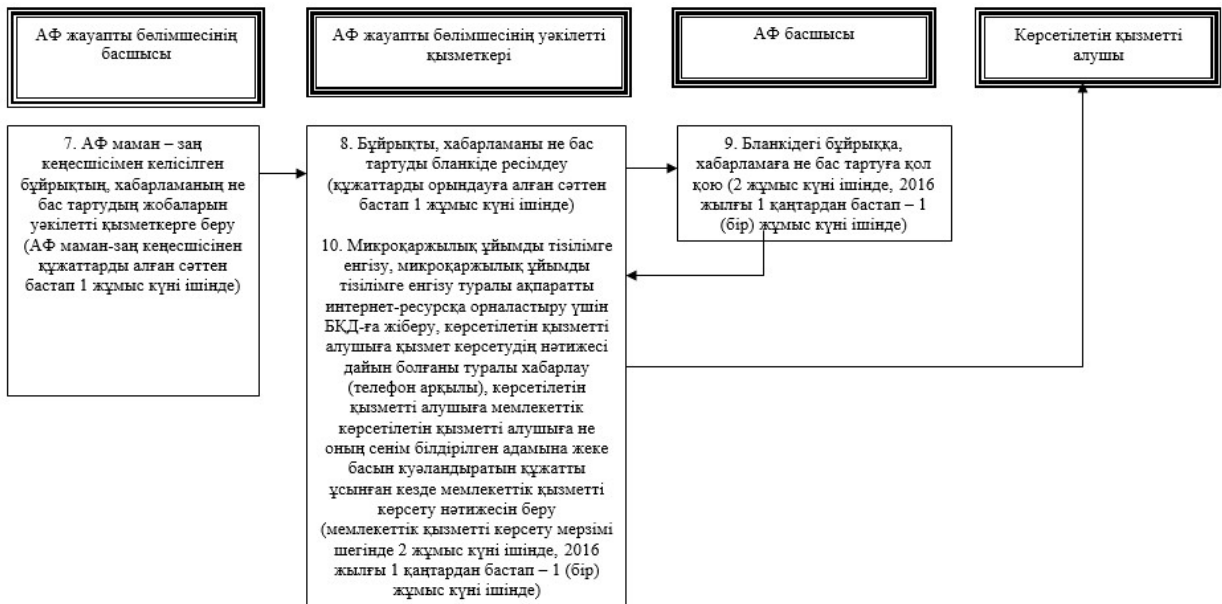 АФ жауапты бөлімшесінің
басшысы
АФ жауапты бөлімшесінің уәкілетті
қызметкері
АФ басшысы
Көрсетілетін қызметті
алушы
7. АФ маман – заң
кеңесшісімен келісілген
бұйрықтың, хабарламаның не
бас тартудың жобаларын
уәкілетті қызметкерге беру
(АФ маман-заң кеңесшісінен
құжаттарды алған сәттен
бастап 1 жұмыс күні ішінде)
8. Бұйрықты, хабарламаны не бас
тартуды бланкіде ресімдеу
(құжаттарды орындауға алған сәттен
бастап 1 жұмыс күні ішінде)
9. Бланкідегі бұйрыққа,
хабарламаға не бас тартуға қол
қою (2 жұмыс күні ішінде, 2016
жылғы 1 қаңтардан бастап – 1
(бір) жұмыс күні ішінде)
10. Микроқаржылық ұйымды тізілімге
енгізу, микроқаржылық ұйымды
тізілімге енгізу туралы ақпаратты
интернет-ресурсқа орналастыру үшін
БҚД-ға жіберу, көрсетілетін қызметті
алушыға қызмет көрсетудің нәтижесі
дайын болғаны туралы хабарлау
(телефон арқылы), көрсетілетін
қызметті алушыға мемлекеттік
көрсетілетін қызметті алушыға не
оның сенім білдірілген адамына жеке
басын куәландыратын құжатты
ұсынған кезде мемлекеттік қызметті
көрсету нәтижесін беру
(мемлекеттік қызметті көрсету мерзімі
шегінде 2 жұмыс күні ішінде, 2016
жылғы 1 қаңтардан бастап – 1 (бір)
жұмыс күні ішінде)